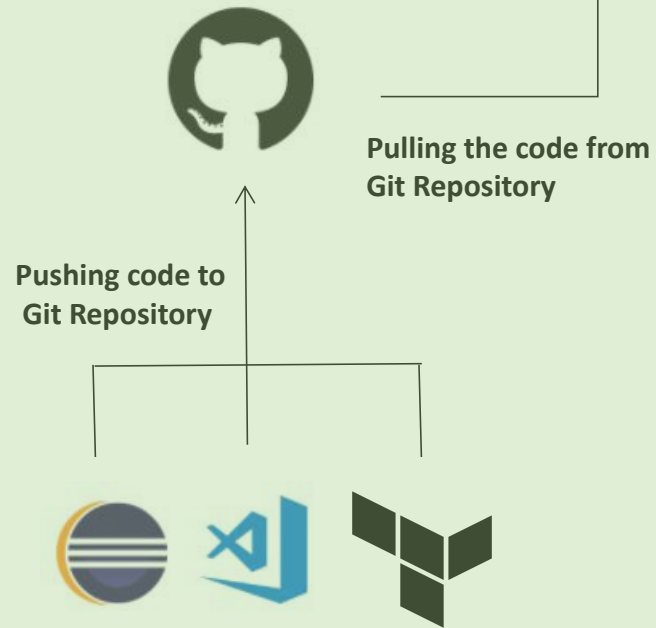 Pulling the code from
Git Repository
Pushing code to
Git Repository